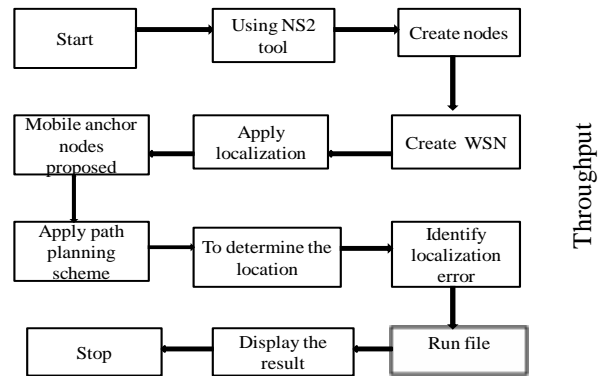 Start
Using NS2
tool
Create nodes
Create WSN
Apply
localization
Mobile anchor
nodes
proposed
Apply path
planning
scheme
To determine the
location
Identify
localization
error
Run file
Display the
result
Stop
Throughput